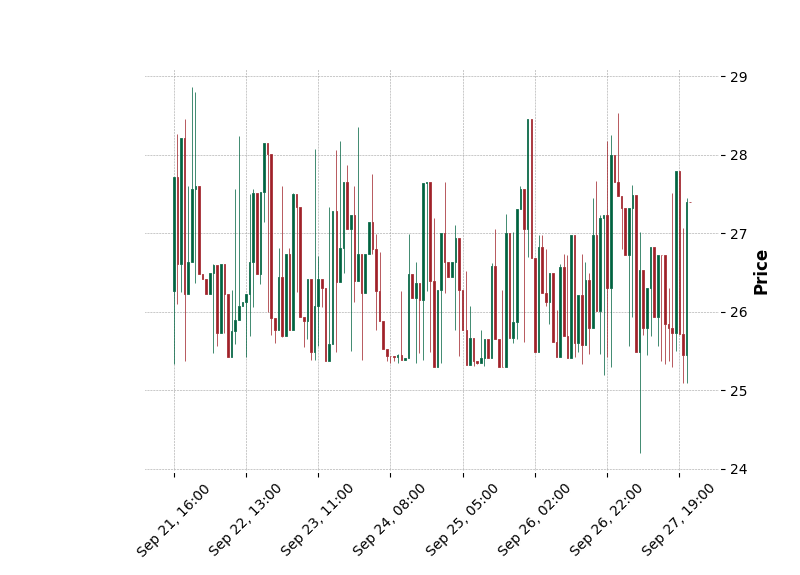 29
28
27
26
25
24
Price
Sep 21, 16:00
Sep 22, 13:00
Sep 23, 11:00
Sep 24, 08:00
Sep 25, 05:00
Sep 26, 02:00
Sep 26, 22:00
Sep 27, 19:00